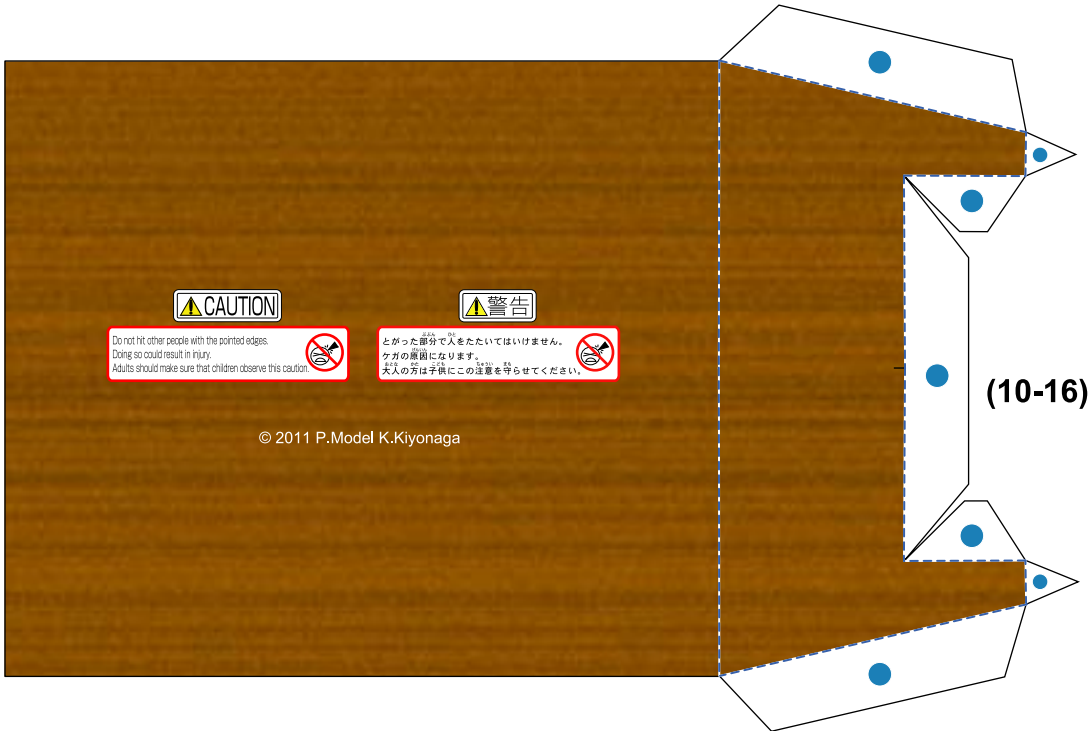 CAUTION
Do not hit other people with the pointed edges.
Doing so could result in injury.
Adults should make sure that children observe this caution.
警告
とがった部分で人をたたいてはいけません。
ケガの原因になります。
大人の方は子供にこの注意を守らせてください。
© 2011 P.Model K.Kiyonaga
(10-16)